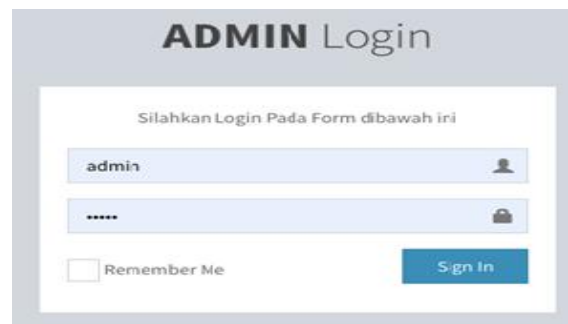 ADMIN Login
Silahkan Login Pada Form dibawah ini
admin
•••••
Remember Me
Sign In